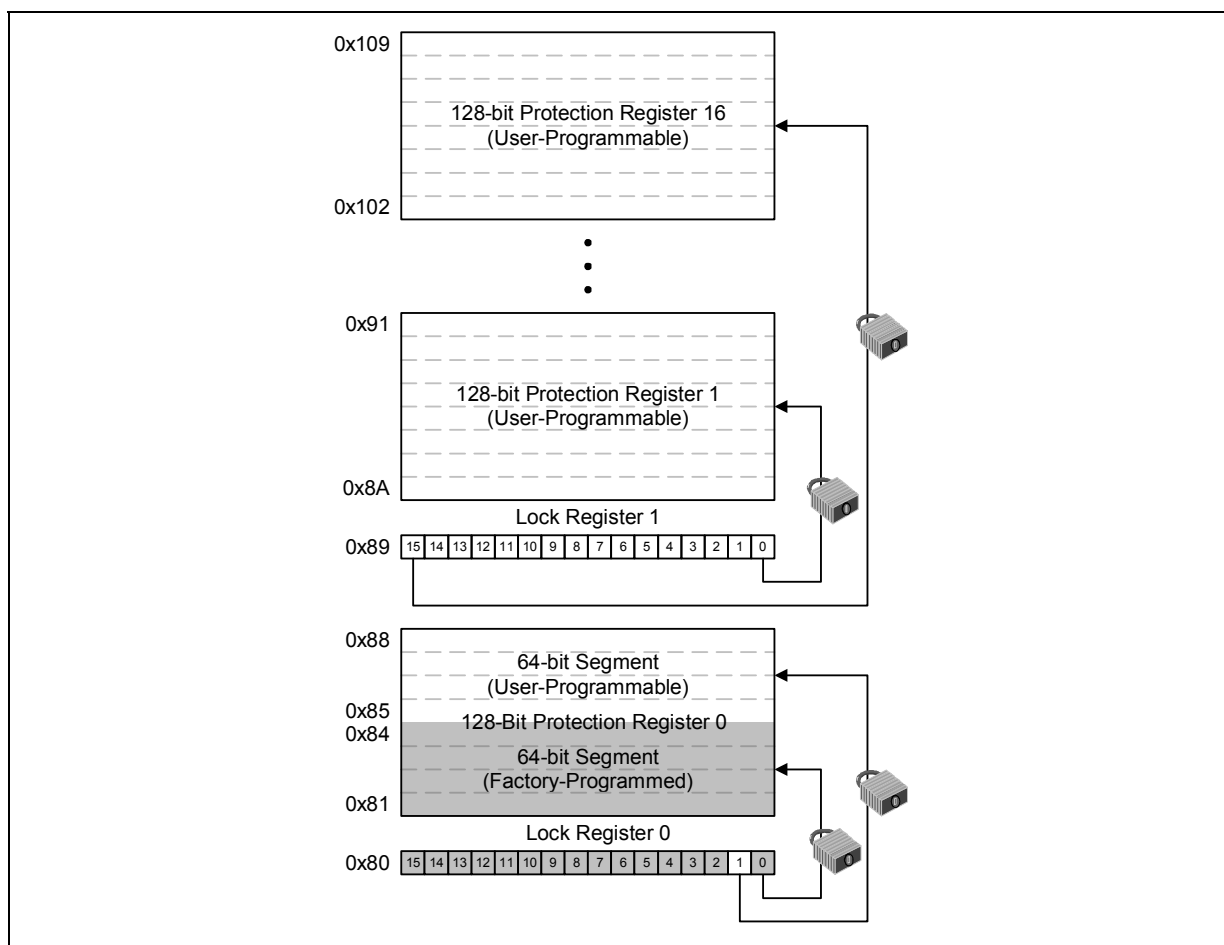 0x109
128-bit Protection Register 16
(User-Programmable)
0x102
0x91
128-bit Protection Register 1
(User-Programmable)
0x8A
Lock Register 1
0x89 15 14 13 12 11 10 9 8 7 6 5 4 3 2 1 0
0x88
64-bit Segment
(User-Programmable)
0x85
128-Bit Protection Register 0
0x84
64-bit Segment
(Factory-Programmed)
0x81
Lock Register 0
0x80 15 14 13 12 11 10 9 8 7 6 5 4 3 2 1 0